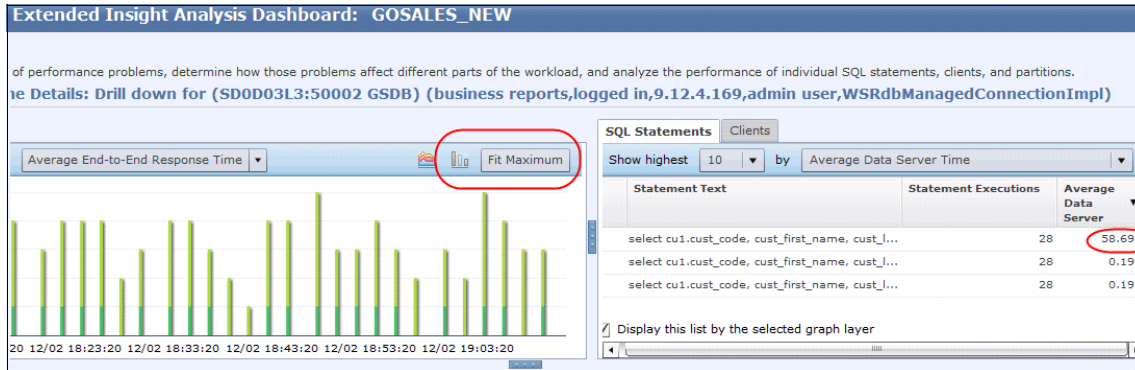 Extended Insight Analysis Dashboard: GOSALES_NEW
of performance problems, determine how those problems affect different parts of the workload, and analyze the performance of individual SQL statements, clients, and partitions.
ne Details: Drill down for (SD0D03L3:50002 GSDB) (business reports,logged in,9.12.4.169,admin user,WSRdbManagedConnectionImpl)
Average End-to-End Response Time
Fit Maximum
20 12/02 18:23:20 12/02 18:33:20 12/02 18:43:20 12/02 18:53:20 12/02 19:03:20
SQL Statements Clients
Show highest 10 by Average Data Server Time
Statement Text Statement Executions Average Data Server
select cu1.cust_code, cust_first_name, cust_l... 28 58.69
select cu1.cust_code, cust_first_name, cust_l... 28 0.19
select cu1.cust_code, cust_first_name, cust_l... 28 0.19
Display this list by the selected graph layer